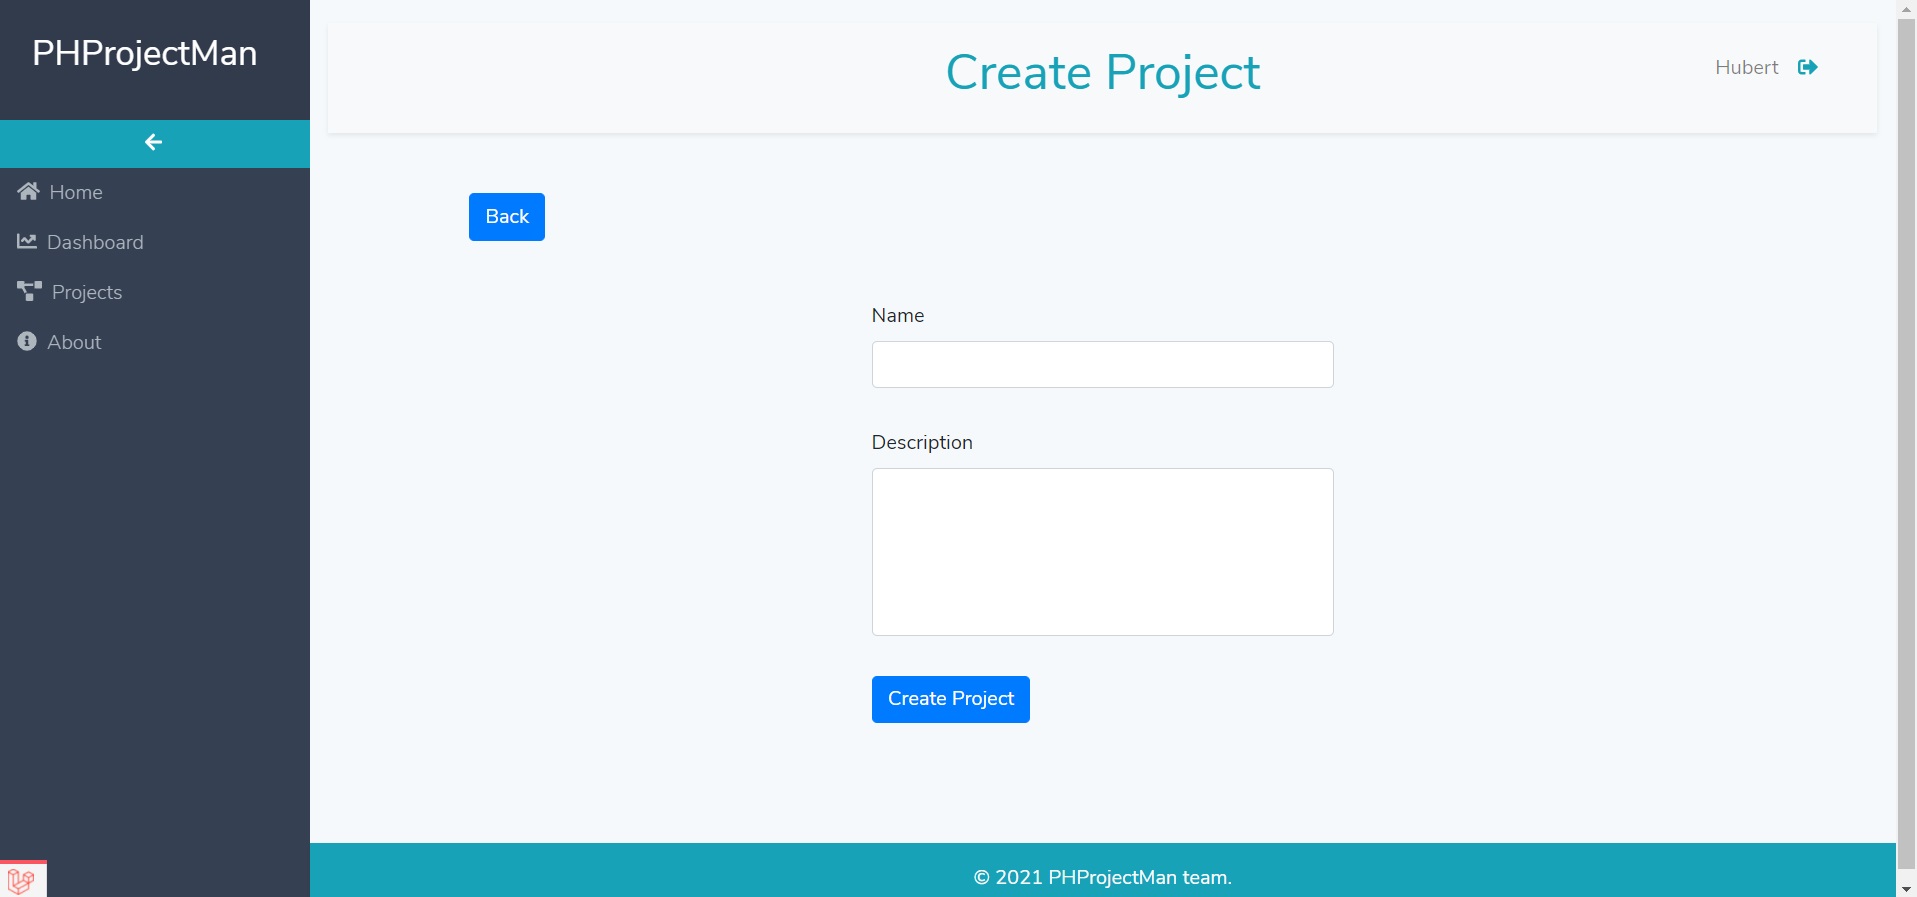 PHProjectMan
Create Project
Hubert
Home
Dashboard
Projects
About
Back
Name
Description
Create Project
© 2021 PHProjectMan team.